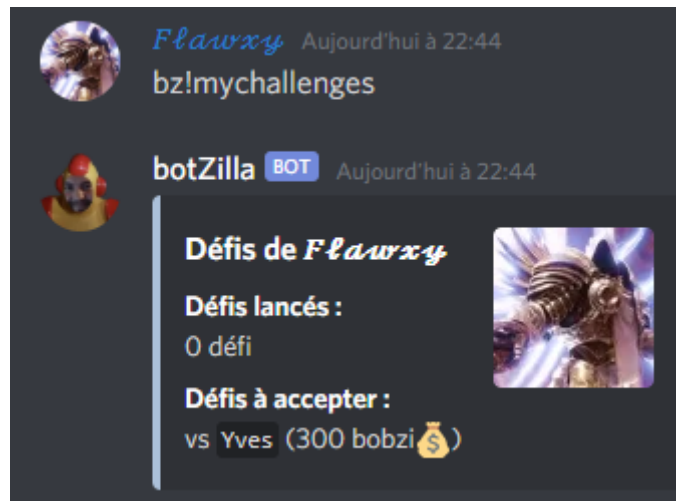 Flawxy Aujourd'hui à 22:44
bz!mychallenges
botZilla BOT Aujourd'hui à 22:44
Défis de Flawxy
Défis lancés :
0 défi
Défis à accepter :
vs Yves (300 bobzi💰)